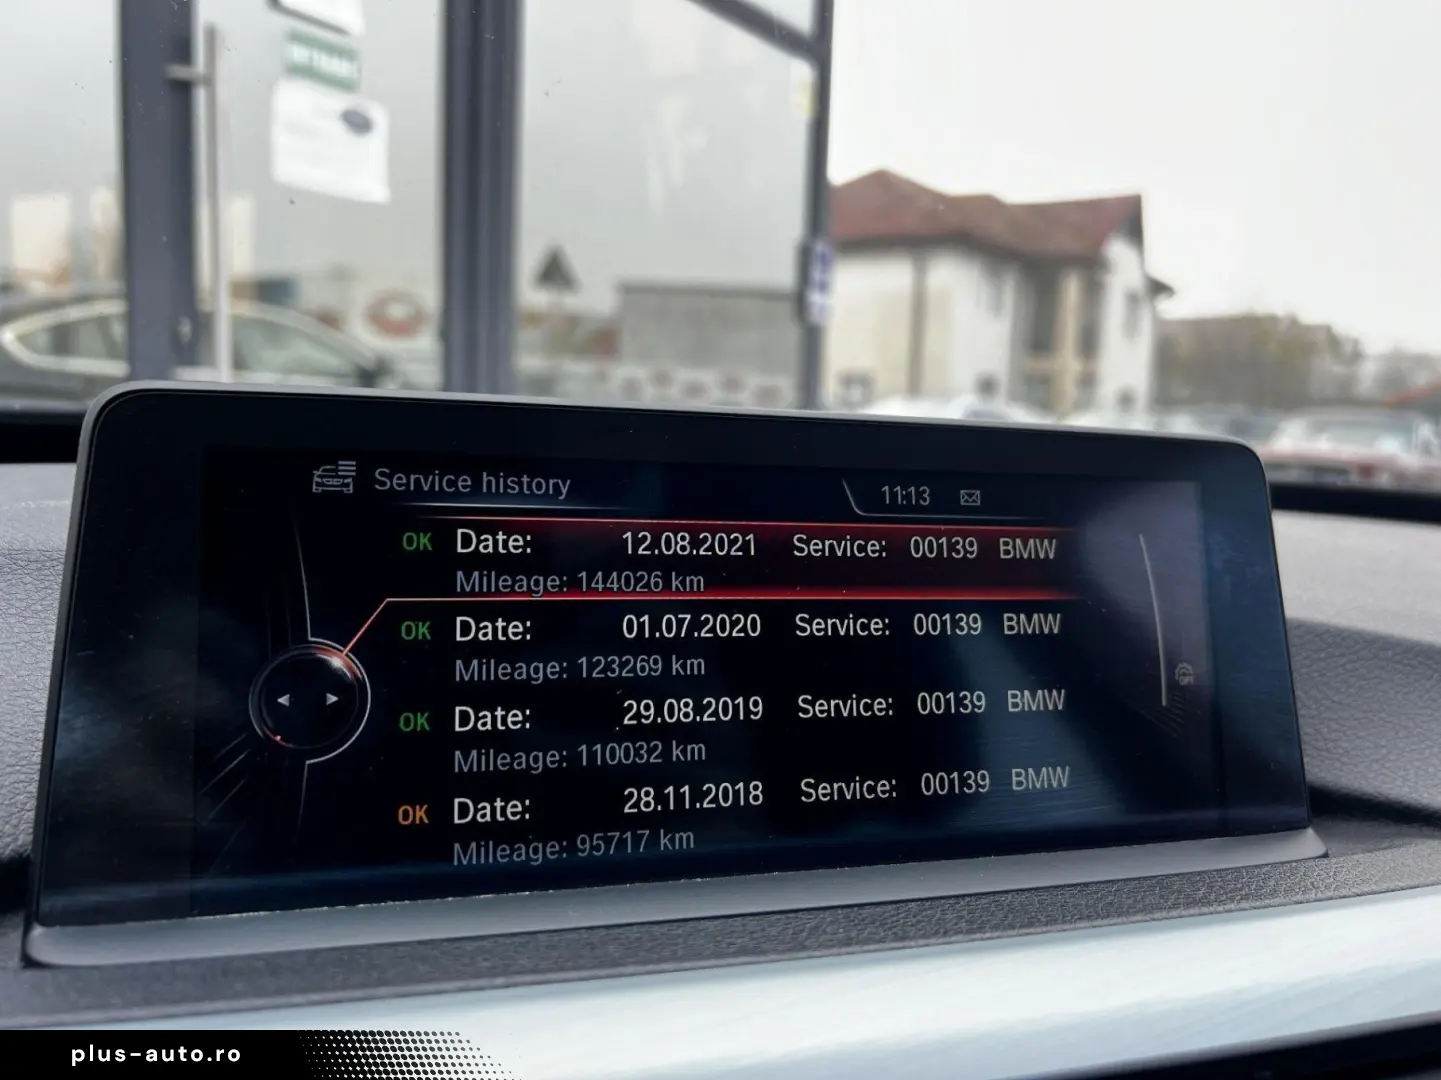 Service history
11:13
OK Date: 12.08.2021 Service: 00139 BMW
Mileage: 144026 km
OK Date: 01.07.2020 Service: 00139 BMW
Mileage: 123269 km
OK Date: 29.08.2019 Service: 00139 BMW
Mileage: 110032 km
OK Date: 28.11.2018 Service: 00139 BMW
Mileage: 95717 km
OFF
plus-auto.ro